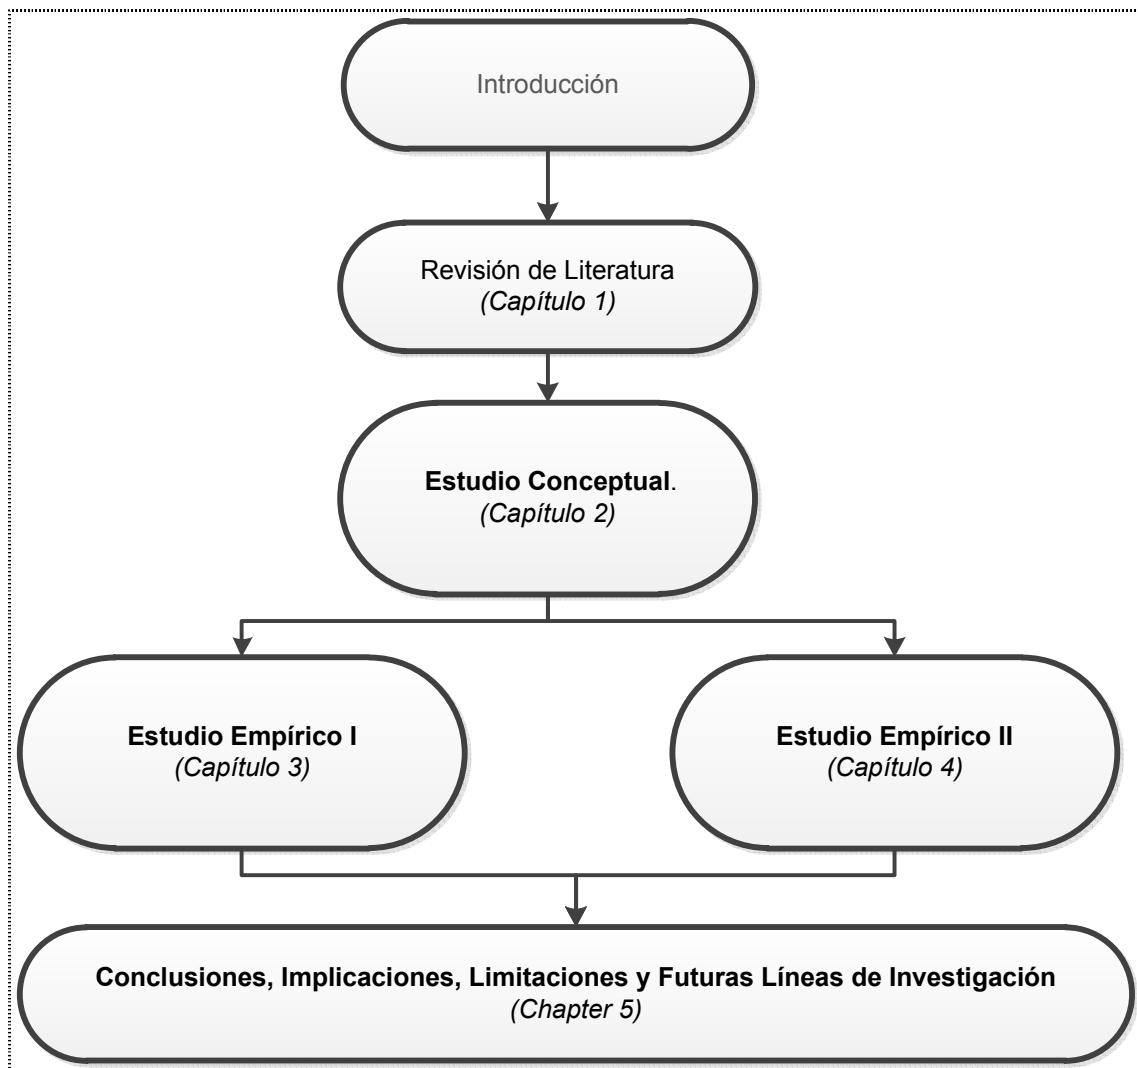 Introducción
Revisión de Literatura
(Capítulo 1)
Estudio Conceptual.
(Capítulo 2)
Estudio Empírico I
(Capítulo 3)
Estudio Empírico II
(Capítulo 4)
Conclusiones, Implicaciones, Limitaciones y Futuras Líneas de Investigación
(Chapter 5)